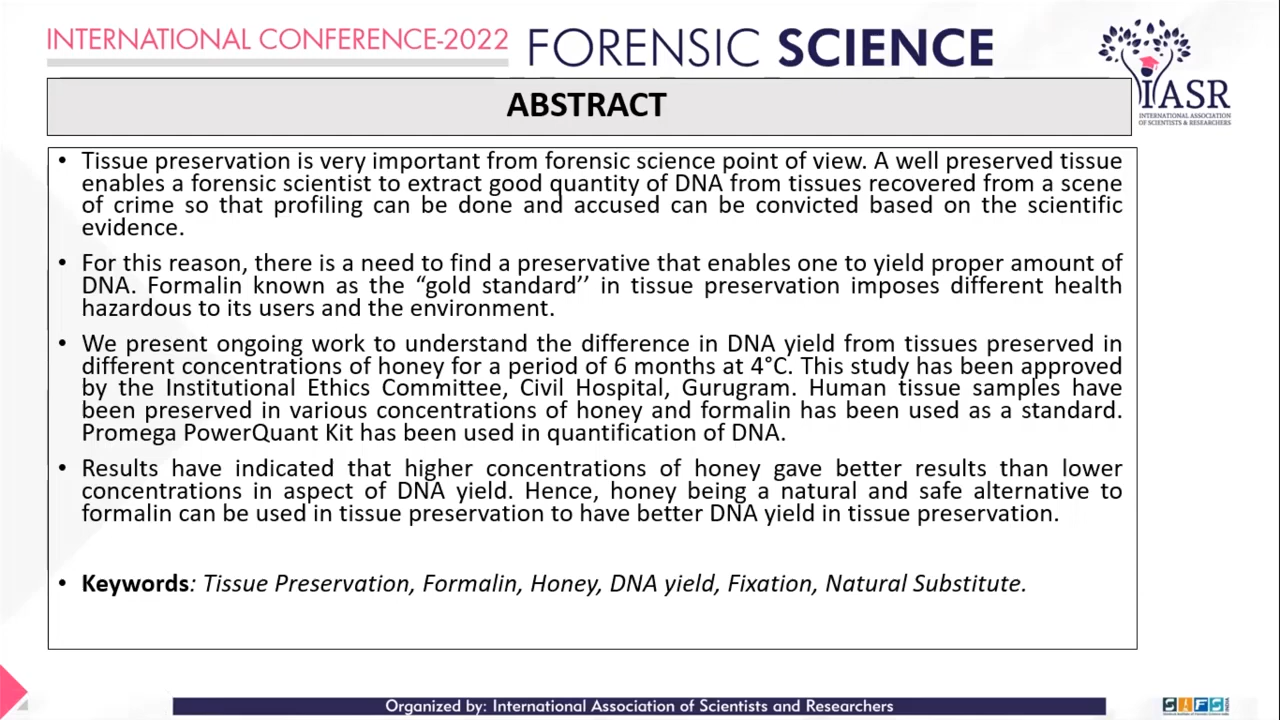 INTERNATIONAL CONFERENCE-2022 FORENSIC SCIENCE
IASR
INTERNATIONAL ASSOCIATION
OF SCIENTISTS & RESEARCHERS
ABSTRACT
• Tissue preservation is very important from forensic science point of view. A well preserved tissue
enables a forensic scientist to extract good quantity of DNA from tissues recovered from a scene
of crime so that profiling can be done and accused can be convicted based on the scientific
evidence.
• For this reason, there is a need to find a preservative that enables one to yield proper amount of
DNA. Formalin known as the “gold standard’’ in tissue preservation imposes different health
hazardous to its users and the environment.
• We present ongoing work to understand the difference in DNA yield from tissues preserved in
different concentrations of honey for a period of 6 months at 4°C. This study has been approved
by the Institutional Ethics Committee, Civil Hospital, Gurugram. Human tissue samples have
been preserved in various concentrations of honey and formalin has been used as a standard.
Promega PowerQuant Kit has been used in quantification of DNA.
• Results have indicated that higher concentrations of honey gave better results than lower
concentrations in aspect of DNA yield. Hence, honey being a natural and safe alternative to
formalin can be used in tissue preservation to have better DNA yield in tissue preservation.
• Keywords: Tissue Preservation, Formalin, Honey, DNA yield, Fixation, Natural Substitute.
Organized by: International Association of Scientists and Researchers
SIFS